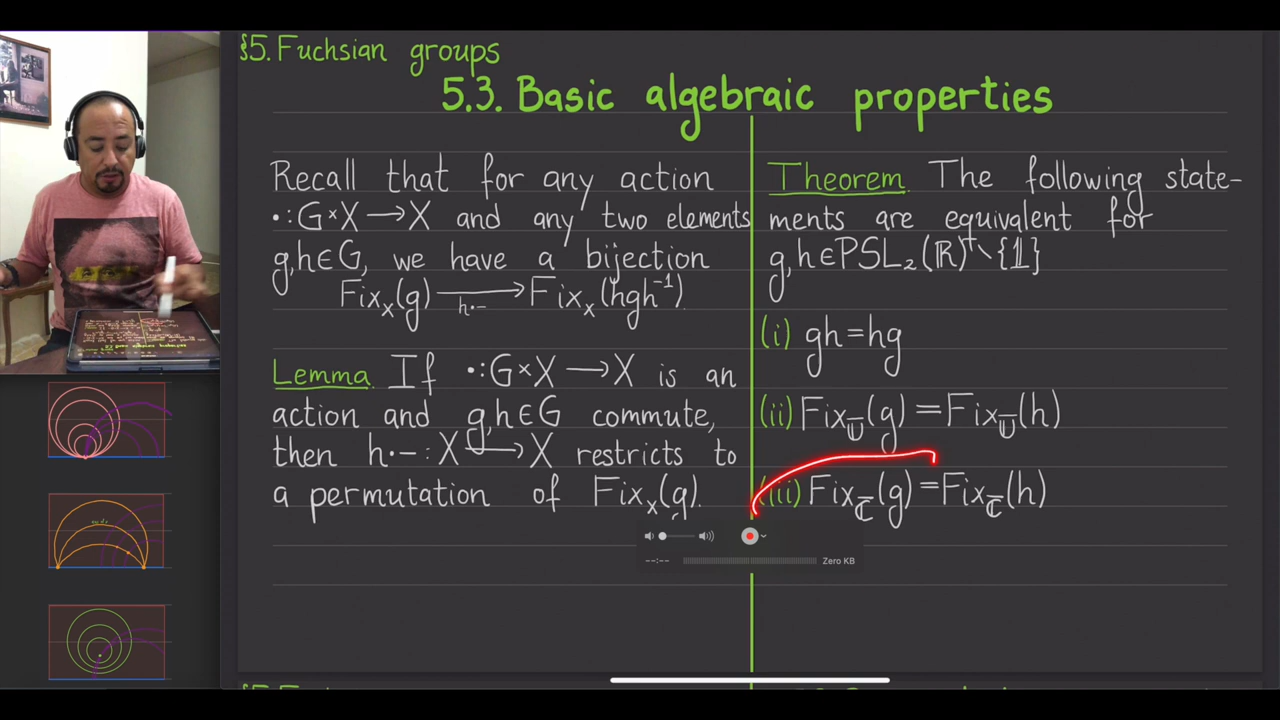 §5. Fuchsian groups
5.3. Basic algebraic properties
Recall that for any action
•:G×X→X and any two elements
g,h∈G, we have a bijection
Fixₓ(g) →h·− Fixₓ(hgh⁻¹).
Lemma. If •:G×X→X is an
action and g,h∈G commute,
then h•−:X→X restricts to
a permutation of Fixₓ(g).
Theorem. The following state-
ments are equivalent for
g,h∈PSL₂(ℝ)⁺∖{𝟙}
(i) gh=hg
(ii) Fix_U̅(g)=Fix_U̅(h)
(iii) Fix_ℂ̅(g)=Fix_ℂ̅(h)
--:-- Zero KB